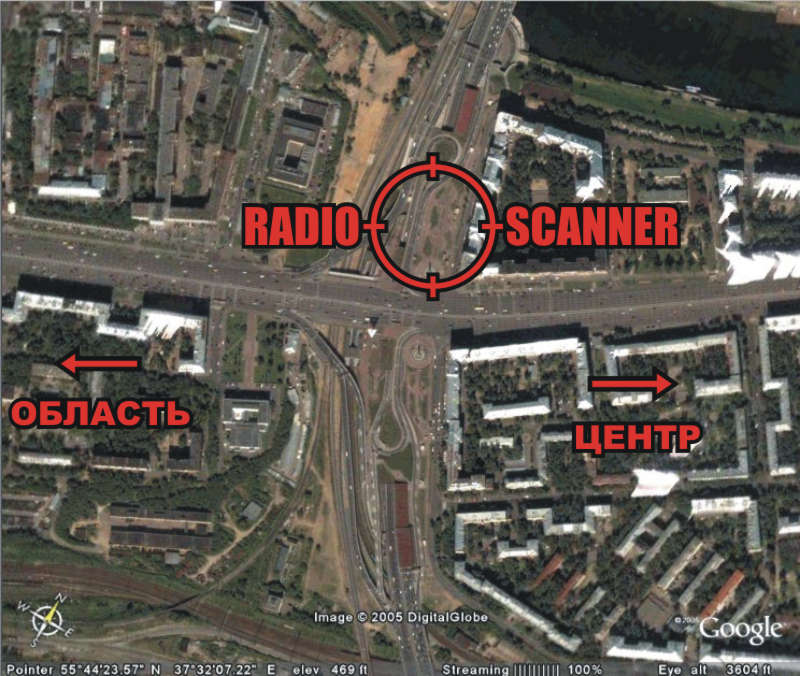 RADIO SCANNER
ОБЛАСТЬ
ЦЕНТР
N
W
E
S
Image © 2005 DigitalGlobe
Google
Pointer 55°44'23.57" N 37°32'07.22" E elev 469 ft Streaming |||||||||| 100% Eye alt 3604 ft